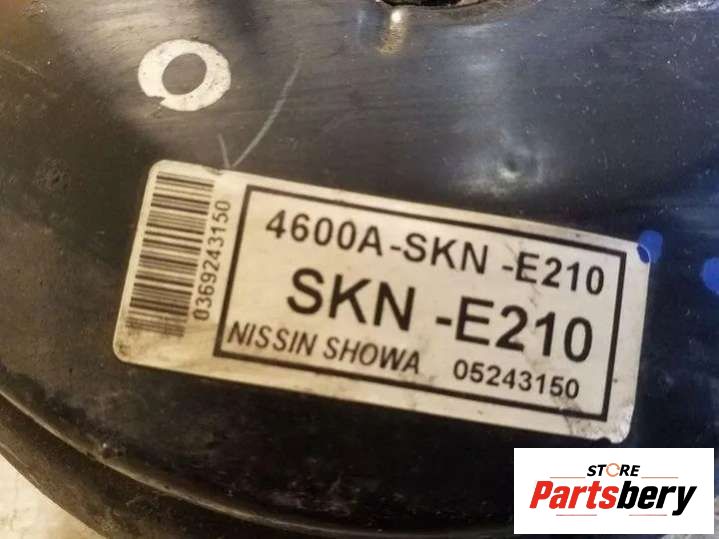 0369243150
4600A-SKN -E210
SKN -E210
NISSIN SHOWA 05243150
STORE
Partsbery